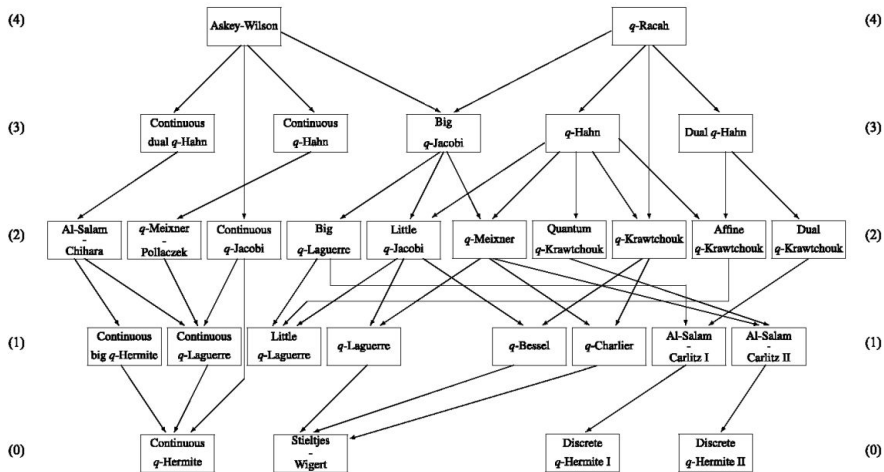 (4)
Askey-Wilson
q-Racah
(4)
(3)
Continuous
dual q-Hahn
Continuous
q-Hahn
Big
q-Jacobi
q-Hahn
Dual q-Hahn
(3)
(2)
Al-Salam
-
Chihara
q-Meixner
-
Pollaczek
Continuous
q-Jacobi
Big
q-Laguerre
Little
q-Jacobi
q-Meixner
Quantum
q-Krawtchouk
q-Krawtchouk
Affine
q-Krawtchouk
Dual
q-Krawtchouk
(2)
(1)
Continuous
big q-Hermite
Continuous
q-Laguerre
Little
q-Laguerre
q-Laguerre
q-Bessel
q-Charlier
Al-Salam
-
Carlitz I
Al-Salam
-
Carlitz II
(1)
(0)
Continuous
q-Hermite
Stieltjes
-
Wigert
Discrete
q-Hermite I
Discrete
q-Hermite II
(0)